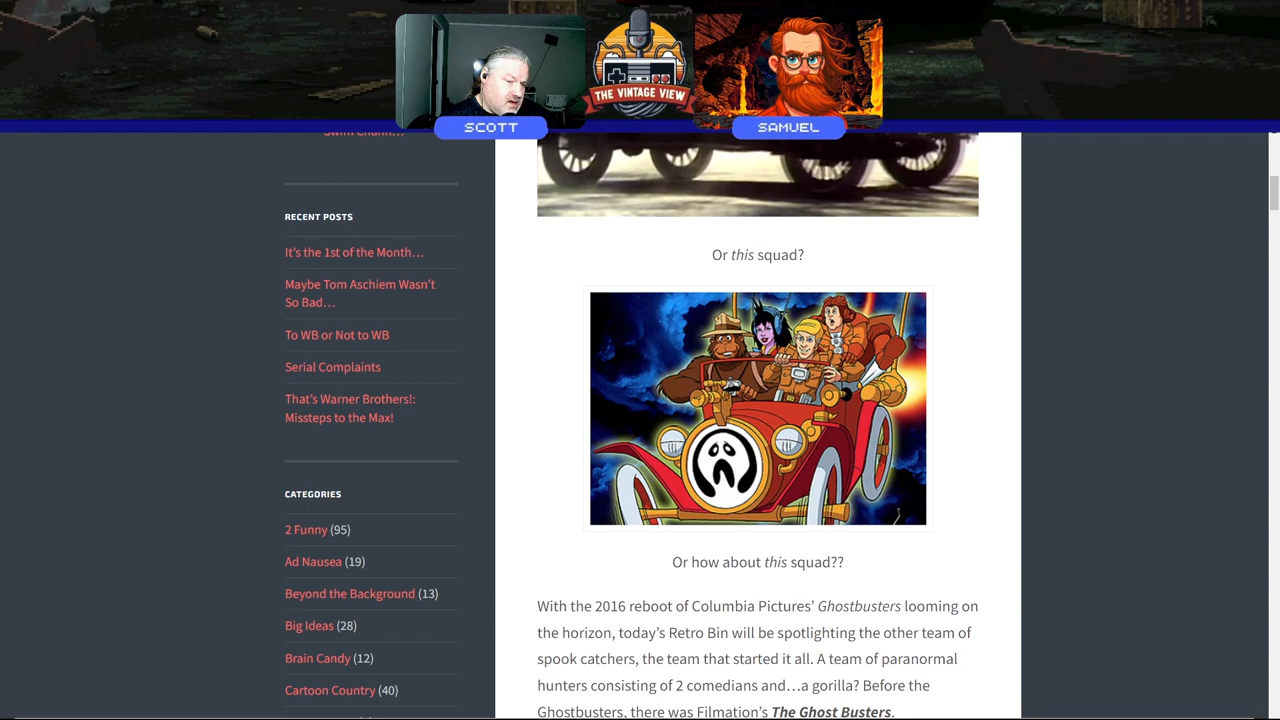 THE VINTAGE VIEW
SCOTT
SAMUEL
RECENT POSTS
It's the 1st of the Month…
Maybe Tom Aschiem Wasn't
So Bad…
To WB or Not to WB
Serial Complaints
That's Warner Brothers!:
Missteps to the Max!
CATEGORIES
2 Funny (95)
Ad Nausea (19)
Beyond the Background (13)
Big Ideas (28)
Brain Candy (12)
Cartoon Country (40)
Or this squad?
Or how about this squad??
With the 2016 reboot of Columbia Pictures' Ghostbusters looming on
the horizon, today's Retro Bin will be spotlighting the other team of
spook catchers, the team that started it all. A team of paranormal
hunters consisting of 2 comedians and…a gorilla? Before the
Ghostbusters, there was Filmation's The Ghost Busters.